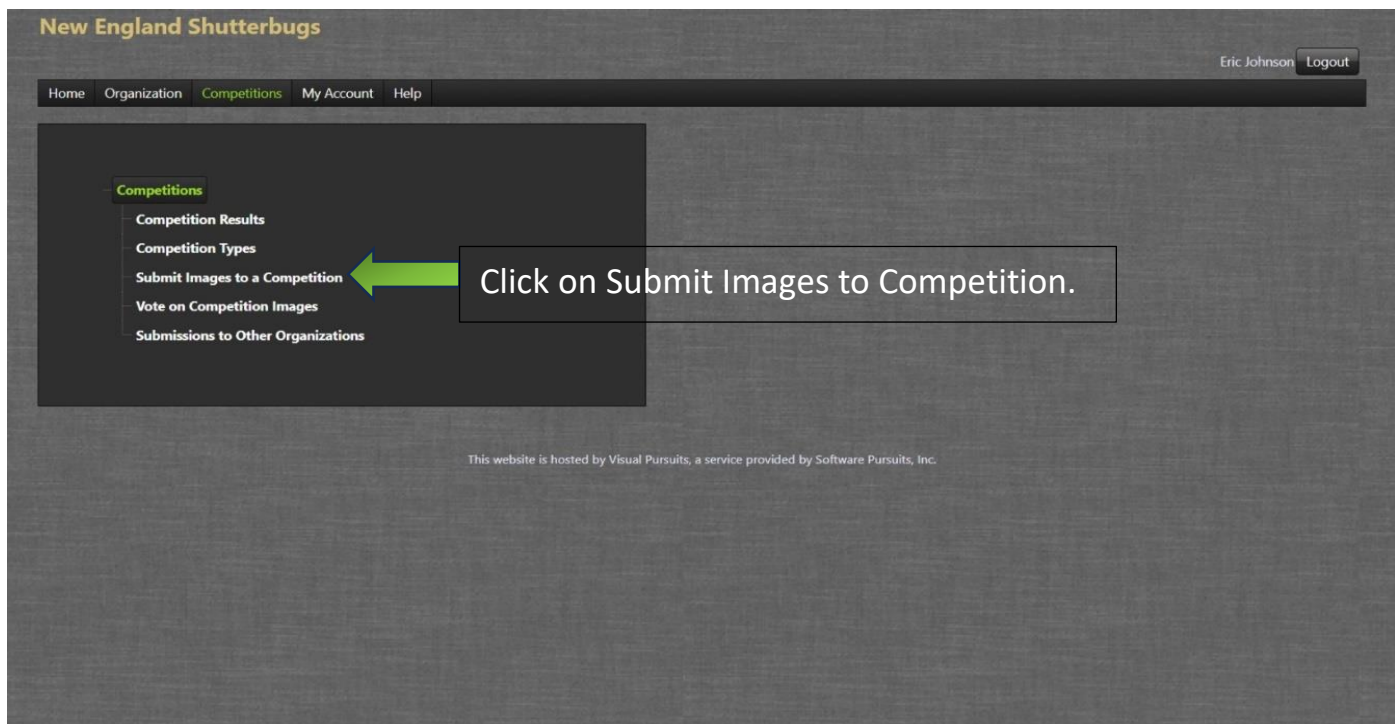 New England Shutterbugs
Eric Johnson Logout
Home Organization Competitions My Account Help
Competitions
Competition Results
Competition Types
Submit Images to a Competition
Click on Submit Images to Competition.
Vote on Competition Images
Submissions to Other Organizations
This website is hosted by Visual Pursuits, a service provided by Software Pursuits, Inc.